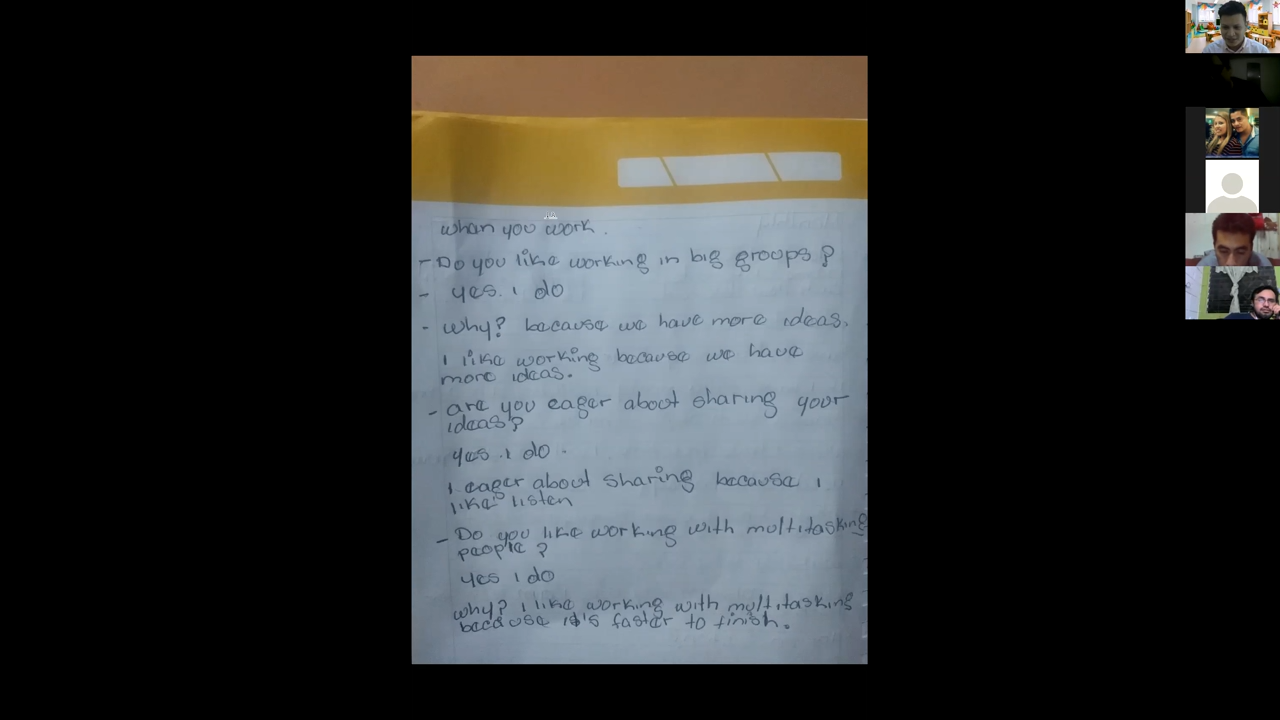 whan you work.
- Do you like working in big groups?
- yes. I do
- why? because we have more ideas.
I like working because we have
more ideas.
- are you eager about sharing your
ideas?
yes. I do.
I eager about sharing because I
like listen
- Do you like working with multitasking
people?
yes I do
why? I like working with multitasking
because it's faster to finish.